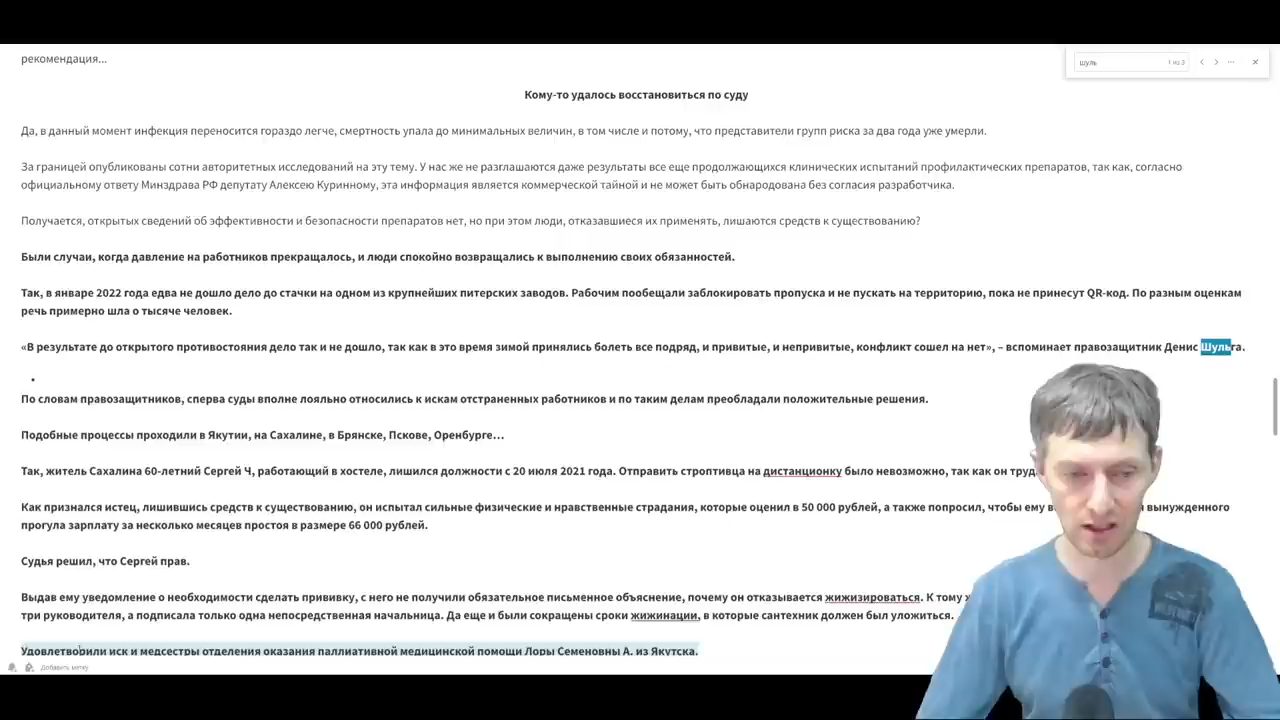 рекомендация...
шуль
1 из 3
Кому-то удалось восстановиться по суду
Да, в данный момент инфекция переносится гораздо легче, смертность упала до минимальных величин, в том числе и потому, что представители групп риска за два года уже умерли.
За границей опубликованы сотни авторитетных исследований на эту тему. У нас же не разглашаются даже результаты все еще продолжающихся клинических испытаний профилактических препаратов, так как, согласно
официальному ответу Минздрава РФ депутату Алексею Куринному, эта информация является коммерческой тайной и не может быть обнародована без согласия разработчика.
Получается, открытых сведений об эффективности и безопасности препаратов нет, но при этом люди, отказавшиеся их применять, лишаются средств к существованию?
Были случаи, когда давление на работников прекращалось, и люди спокойно возвращались к выполнению своих обязанностей.
Так, в январе 2022 года едва не дошло дело до стачки на одном из крупнейших питерских заводов. Рабочим пообещали заблокировать пропуска и не пускать на территорию, пока не принесут QR-код. По разным оценкам
речь примерно шла о тысяче человек.
«В результате до открытого противостояния дело так и не дошло, так как в это время зимой принялись болеть все подряд, и привитые, и непривитые, конфликт сошел на нет», – вспоминает правозащитник Денис Шульга.
По словам правозащитников, сперва суды вполне лояльно относились к искам отстраненных работников и по таким делам преобладали положительные решения.
Подобные процессы проходили в Якутии, на Сахалине, в Брянске, Пскове, Оренбурге…
Так, житель Сахалина 60-летний Сергей Ч, работающий в хостеле, лишился должности с 20 июля 2021 года. Отправить строптивца на дистанционку было невозможно, так как он
Как признался истец, лишившись средств к существованию, он испытал сильные физические и нравственные страдания, которые оценил в 50 000 рублей, а также попросил, чтобы ему вынужденного
прогула зарплату за несколько месяцев простоя в размере 66 000 рублей.
Судья решил, что Сергей прав.
Выдав ему уведомление о необходимости сделать прививку, с него не получили обязательное письменное объяснение, почему он отказывается жижизироваться. К тому
три руководителя, а подписала только одна непосредственная начальница. Да еще и были сокращены сроки жижинации, в которые сантехник должен был уложиться.
Удовлетворили иск и медсестры отделения оказания паллиативной медицинской помощи Лоры Семеновны А. из Якутска.
Добавить метку